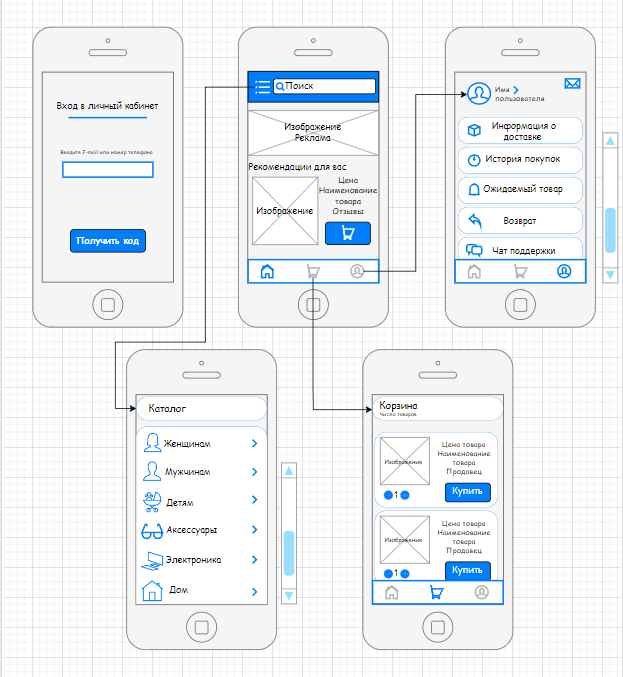 Вход в личный кабинет
Введите E-mail или номер телефона
Получить код
Поиск
Изображение
Реклама
Рекомендации для вас
Изображение
Цена
Наименование
товара
Отзывы
Имя
пользователя
Информация о
доставке
История покупок
Ожидаемый товар
Возврат
Чат поддержки
Каталог
Женщинам
Мужчинам
Детям
Аксессуары
Электроника
Дом
Корзина
Число товаров
Изображение
1
Цена товара
Наименование
товара
Продавец
Купить
Изображение
1
Цена товара
Наименование
товара
Продавец
Купить